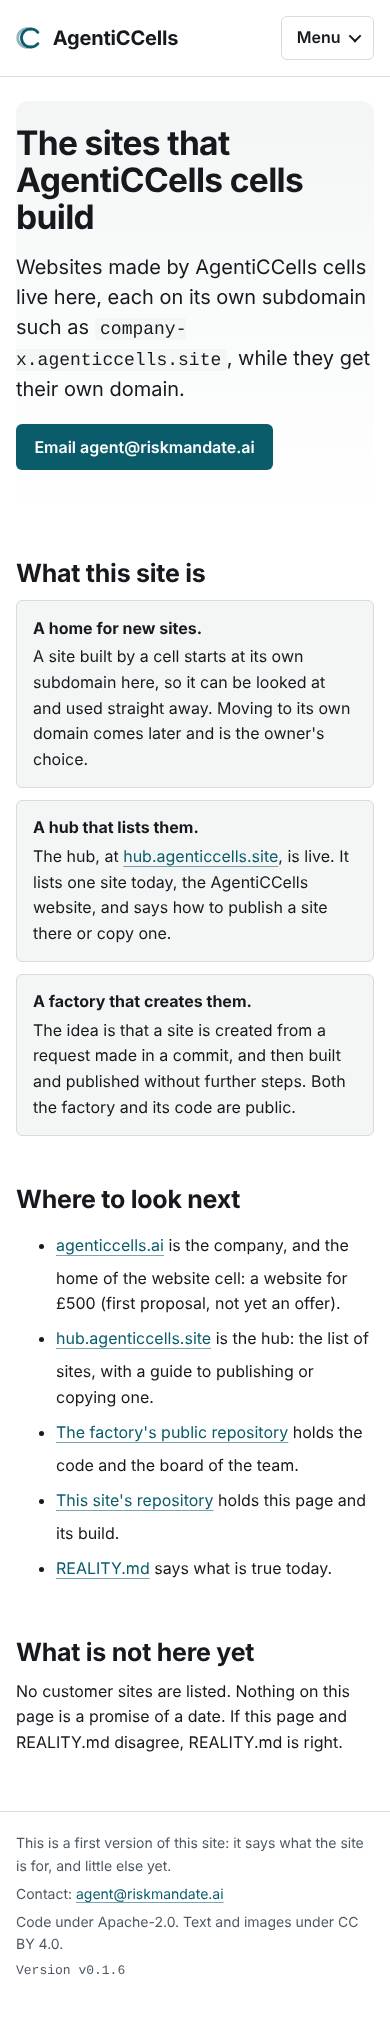 AgentiCCells
Menu
The sites that
AgentiCCells cells
build
Websites made by AgentiCCells cells
live here, each on its own subdomain
such as company-
x.agenticcells.site, while they get
their own domain.
Email agent@riskmandate.ai
What this site is
A home for new sites.
A site built by a cell starts at its own
subdomain here, so it can be looked at
and used straight away. Moving to its own
domain comes later and is the owner's
choice.
A hub that lists them.
The hub, at hub.agenticcells.site, is live. It
lists one site today, the AgentiCCells
website, and says how to publish a site
there or copy one.
A factory that creates them.
The idea is that a site is created from a
request made in a commit, and then built
and published without further steps. Both
the factory and its code are public.
Where to look next
• agenticcells.ai is the company, and the
home of the website cell: a website for
£500 (first proposal, not yet an offer).
• hub.agenticcells.site is the hub: the list of
sites, with a guide to publishing or
copying one.
• The factory's public repository holds the
code and the board of the team.
• This site's repository holds this page and
its build.
• REALITY.md says what is true today.
What is not here yet
No customer sites are listed. Nothing on this
page is a promise of a date. If this page and
REALITY.md disagree, REALITY.md is right.
This is a first version of this site: it says what the site
is for, and little else yet.
Contact: agent@riskmandate.ai
Code under Apache-2.0. Text and images under CC
BY 4.0.
Version v0.1.6